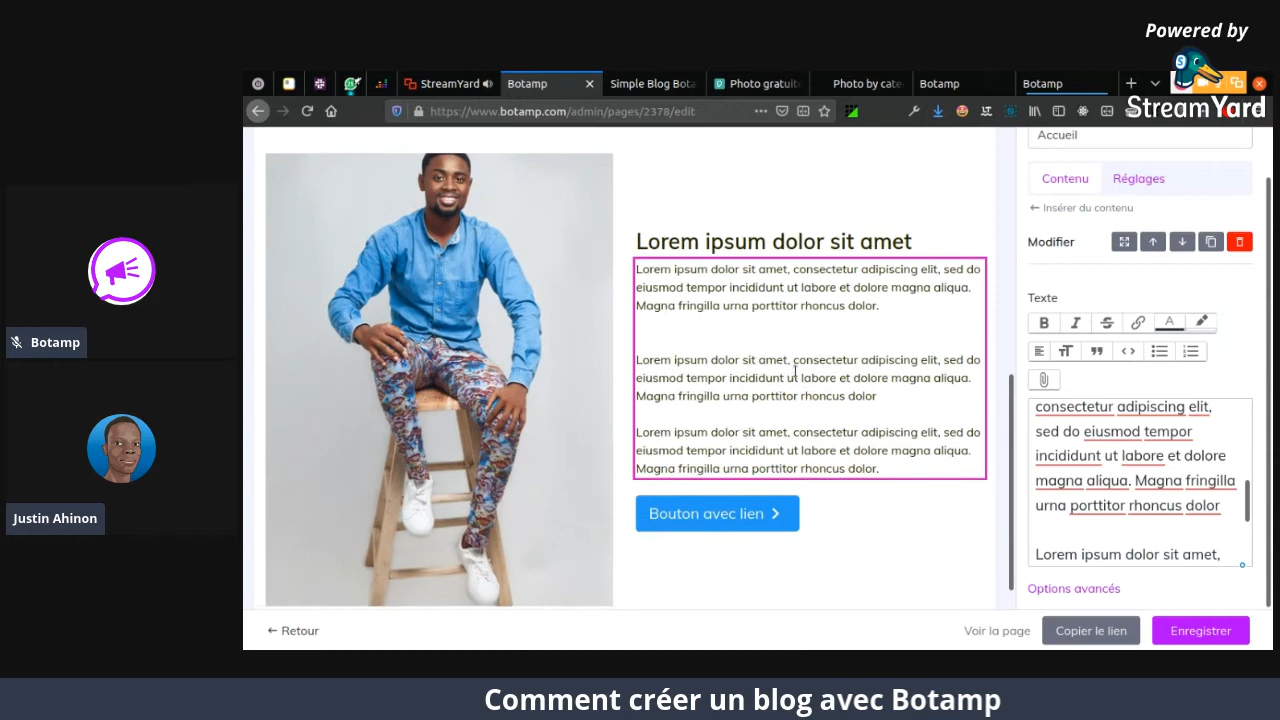 Powered by
StreamYard
StreamYard
Botamp
Simple Blog Bota
Photo gratuite
Photo by cate
Botamp
Botamp
https://www.botamp.com/admin/pages/2378/edit
Accueil
Contenu
Réglages
← Insérer du contenu
Modifier
Texte
B I S A
consectetur adipiscing elit,
sed do eiusmod tempor
incididunt ut labore et dolore
magna aliqua. Magna fringilla
urna porttitor rhoncus dolor
Lorem ipsum dolor sit amet,
Options avancés
Lorem ipsum dolor sit amet
Lorem ipsum dolor sit amet, consectetur adipiscing elit, sed do
eiusmod tempor incididunt ut labore et dolore magna aliqua.
Magna fringilla urna porttitor rhoncus dolor.
Lorem ipsum dolor sit amet, consectetur adipiscing elit, sed do
eiusmod tempor incididunt ut labore et dolore magna aliqua.
Magna fringilla urna porttitor rhoncus dolor
Lorem ipsum dolor sit amet, consectetur adipiscing elit, sed do
eiusmod tempor incididunt ut labore et dolore magna aliqua.
Magna fringilla urna porttitor rhoncus dolor.
Bouton avec lien
← Retour
Voir la page
Copier le lien
Enregistrer
Botamp
Justin Ahinon
Comment créer un blog avec Botamp